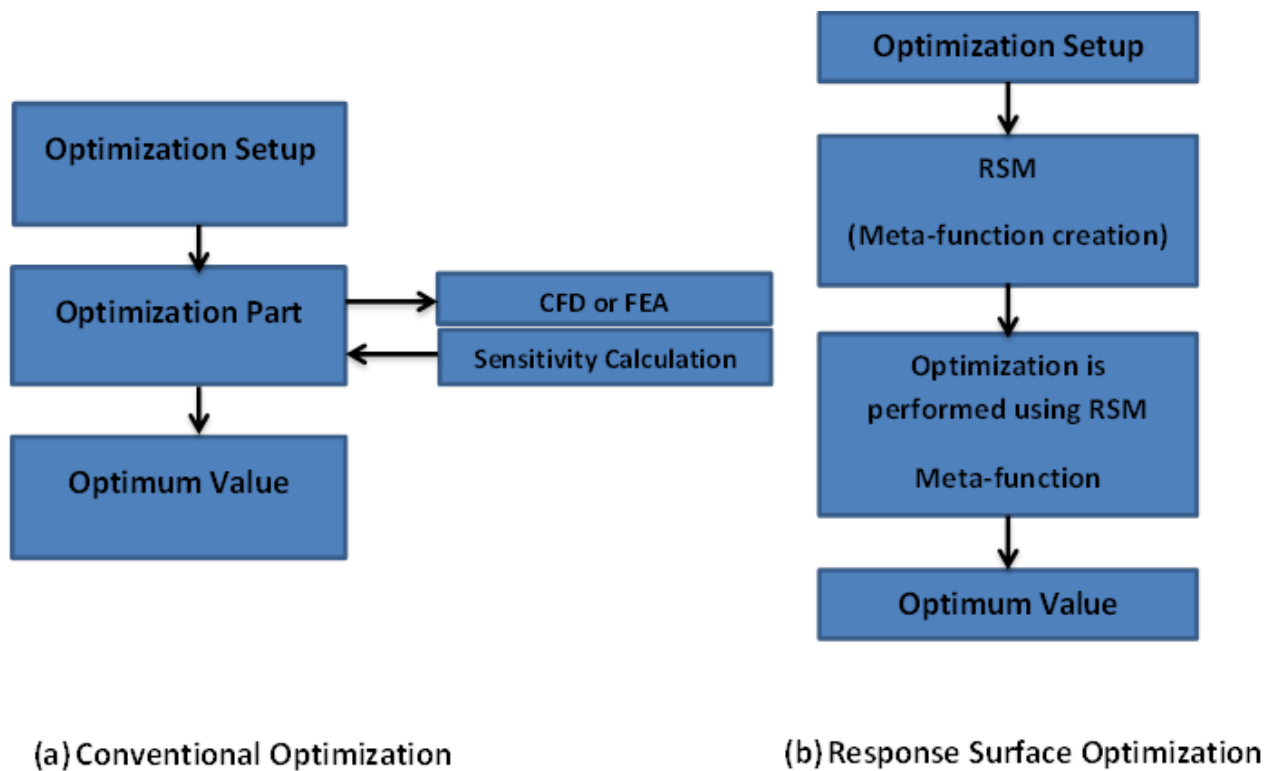 Optimization Setup
Optimization Part
CFD or FEA
Sensitivity Calculation
Optimum Value
(a) Conventional Optimization
Optimization Setup
RSM
(Meta-function creation)
Optimization is
performed using RSM
Meta-function
Optimum Value
(b) Response Surface Optimization